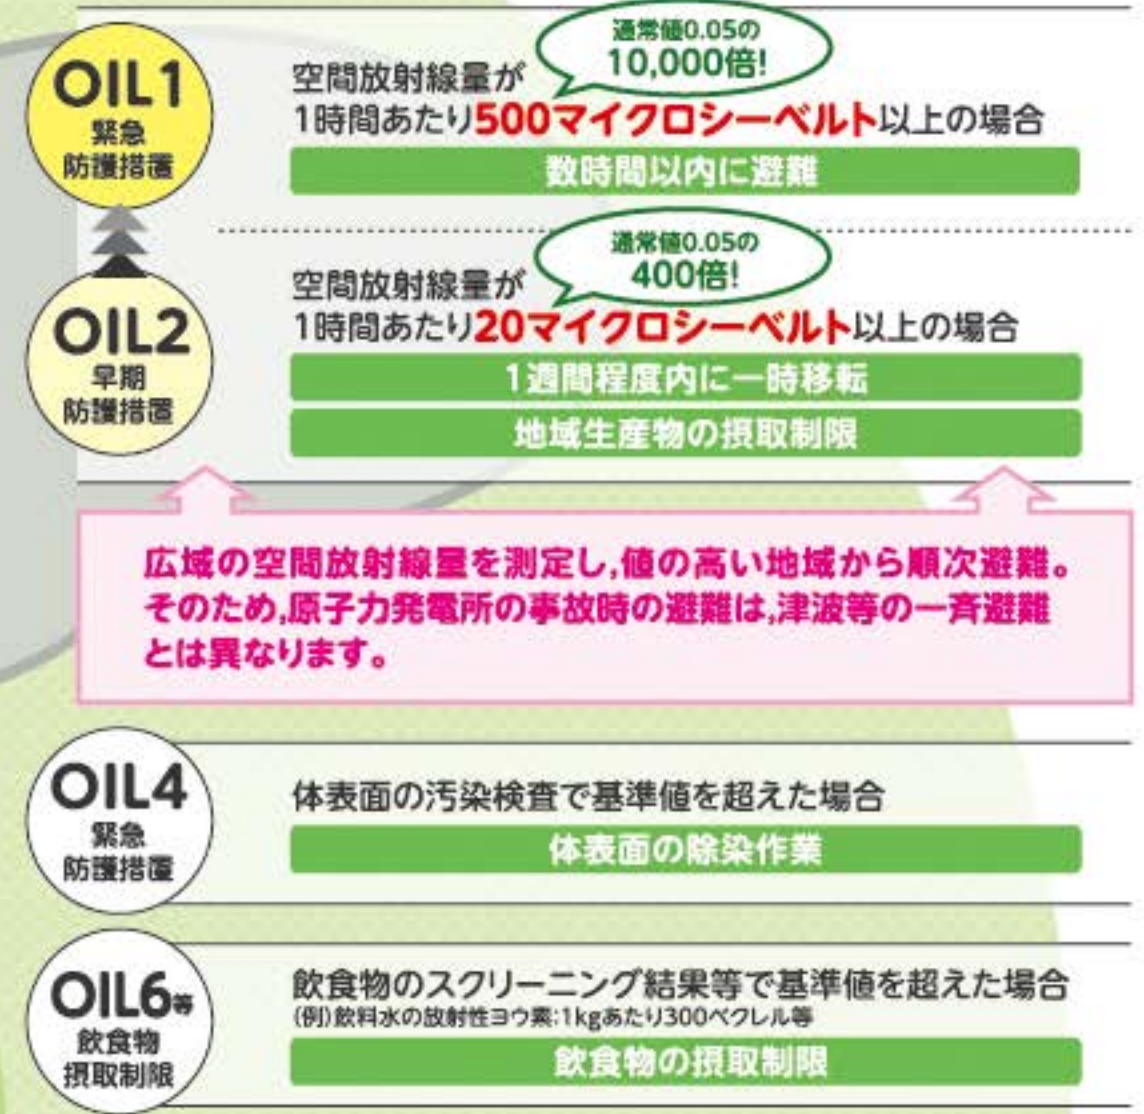 OIL1
緊急
防護措置
通常値0.05の
10,000倍!
空間放射線量が
1時間あたり500マイクロシーベルト以上の場合
数時間以内に避難
OIL2
早期
防護措置
通常値0.05の
400倍!
空間放射線量が
1時間あたり20マイクロシーベルト以上の場合
1週間程度内に一時移転
地域生産物の摂取制限
広域の空間放射線量を測定し,値の高い地域から順次避難。
そのため,原子力発電所の事故時の避難は,津波等の一斉避難
とは異なります。
OIL4
緊急
防護措置
体表面の汚染検査で基準値を超えた場合
体表面の除染作業
OIL6等
飲食物
摂取制限
飲食物のスクリーニング結果等で基準値を超えた場合
(例)飲料水の放射性ヨウ素:1kgあたり300ベクレル等
飲食物の摂取制限